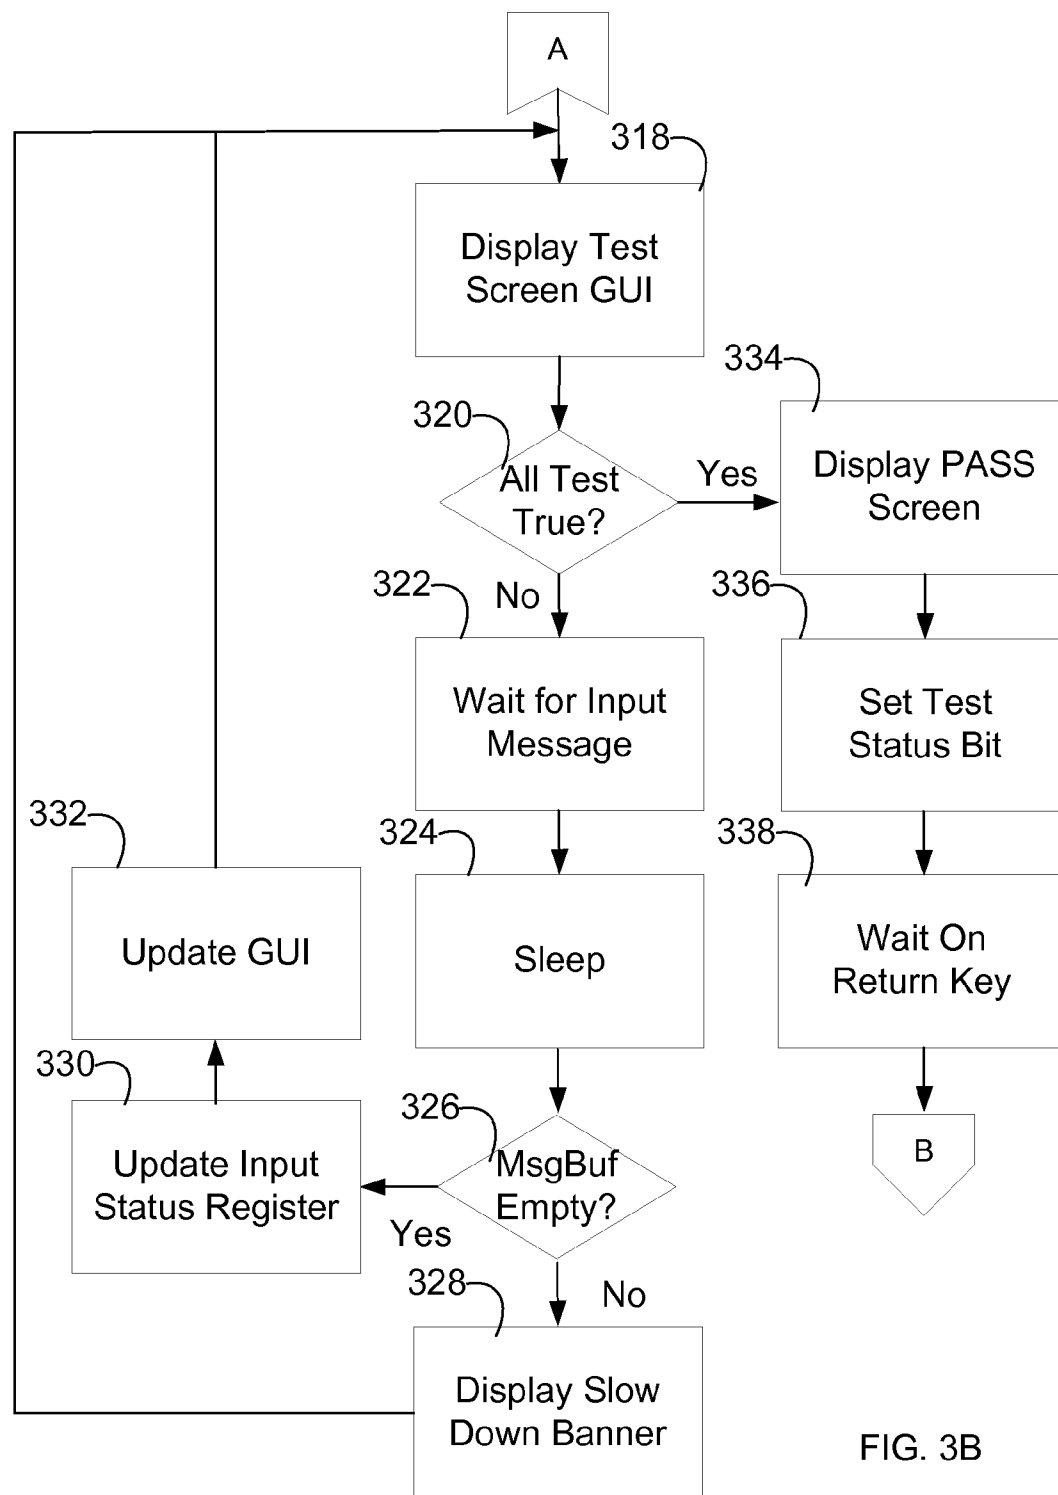 A
318
Display Test
Screen GUI
334
320
All Test
True?
Yes
Display PASS
Screen
322
No
336
Wait for Input
Message
Set Test
Status Bit
332
324
338
Update GUI
Sleep
Wait On
Return Key
330
326
Update Input
Status Register
MsgBuf
Empty?
B
Yes
328
No
Display Slow
Down Banner
FIG. 3B